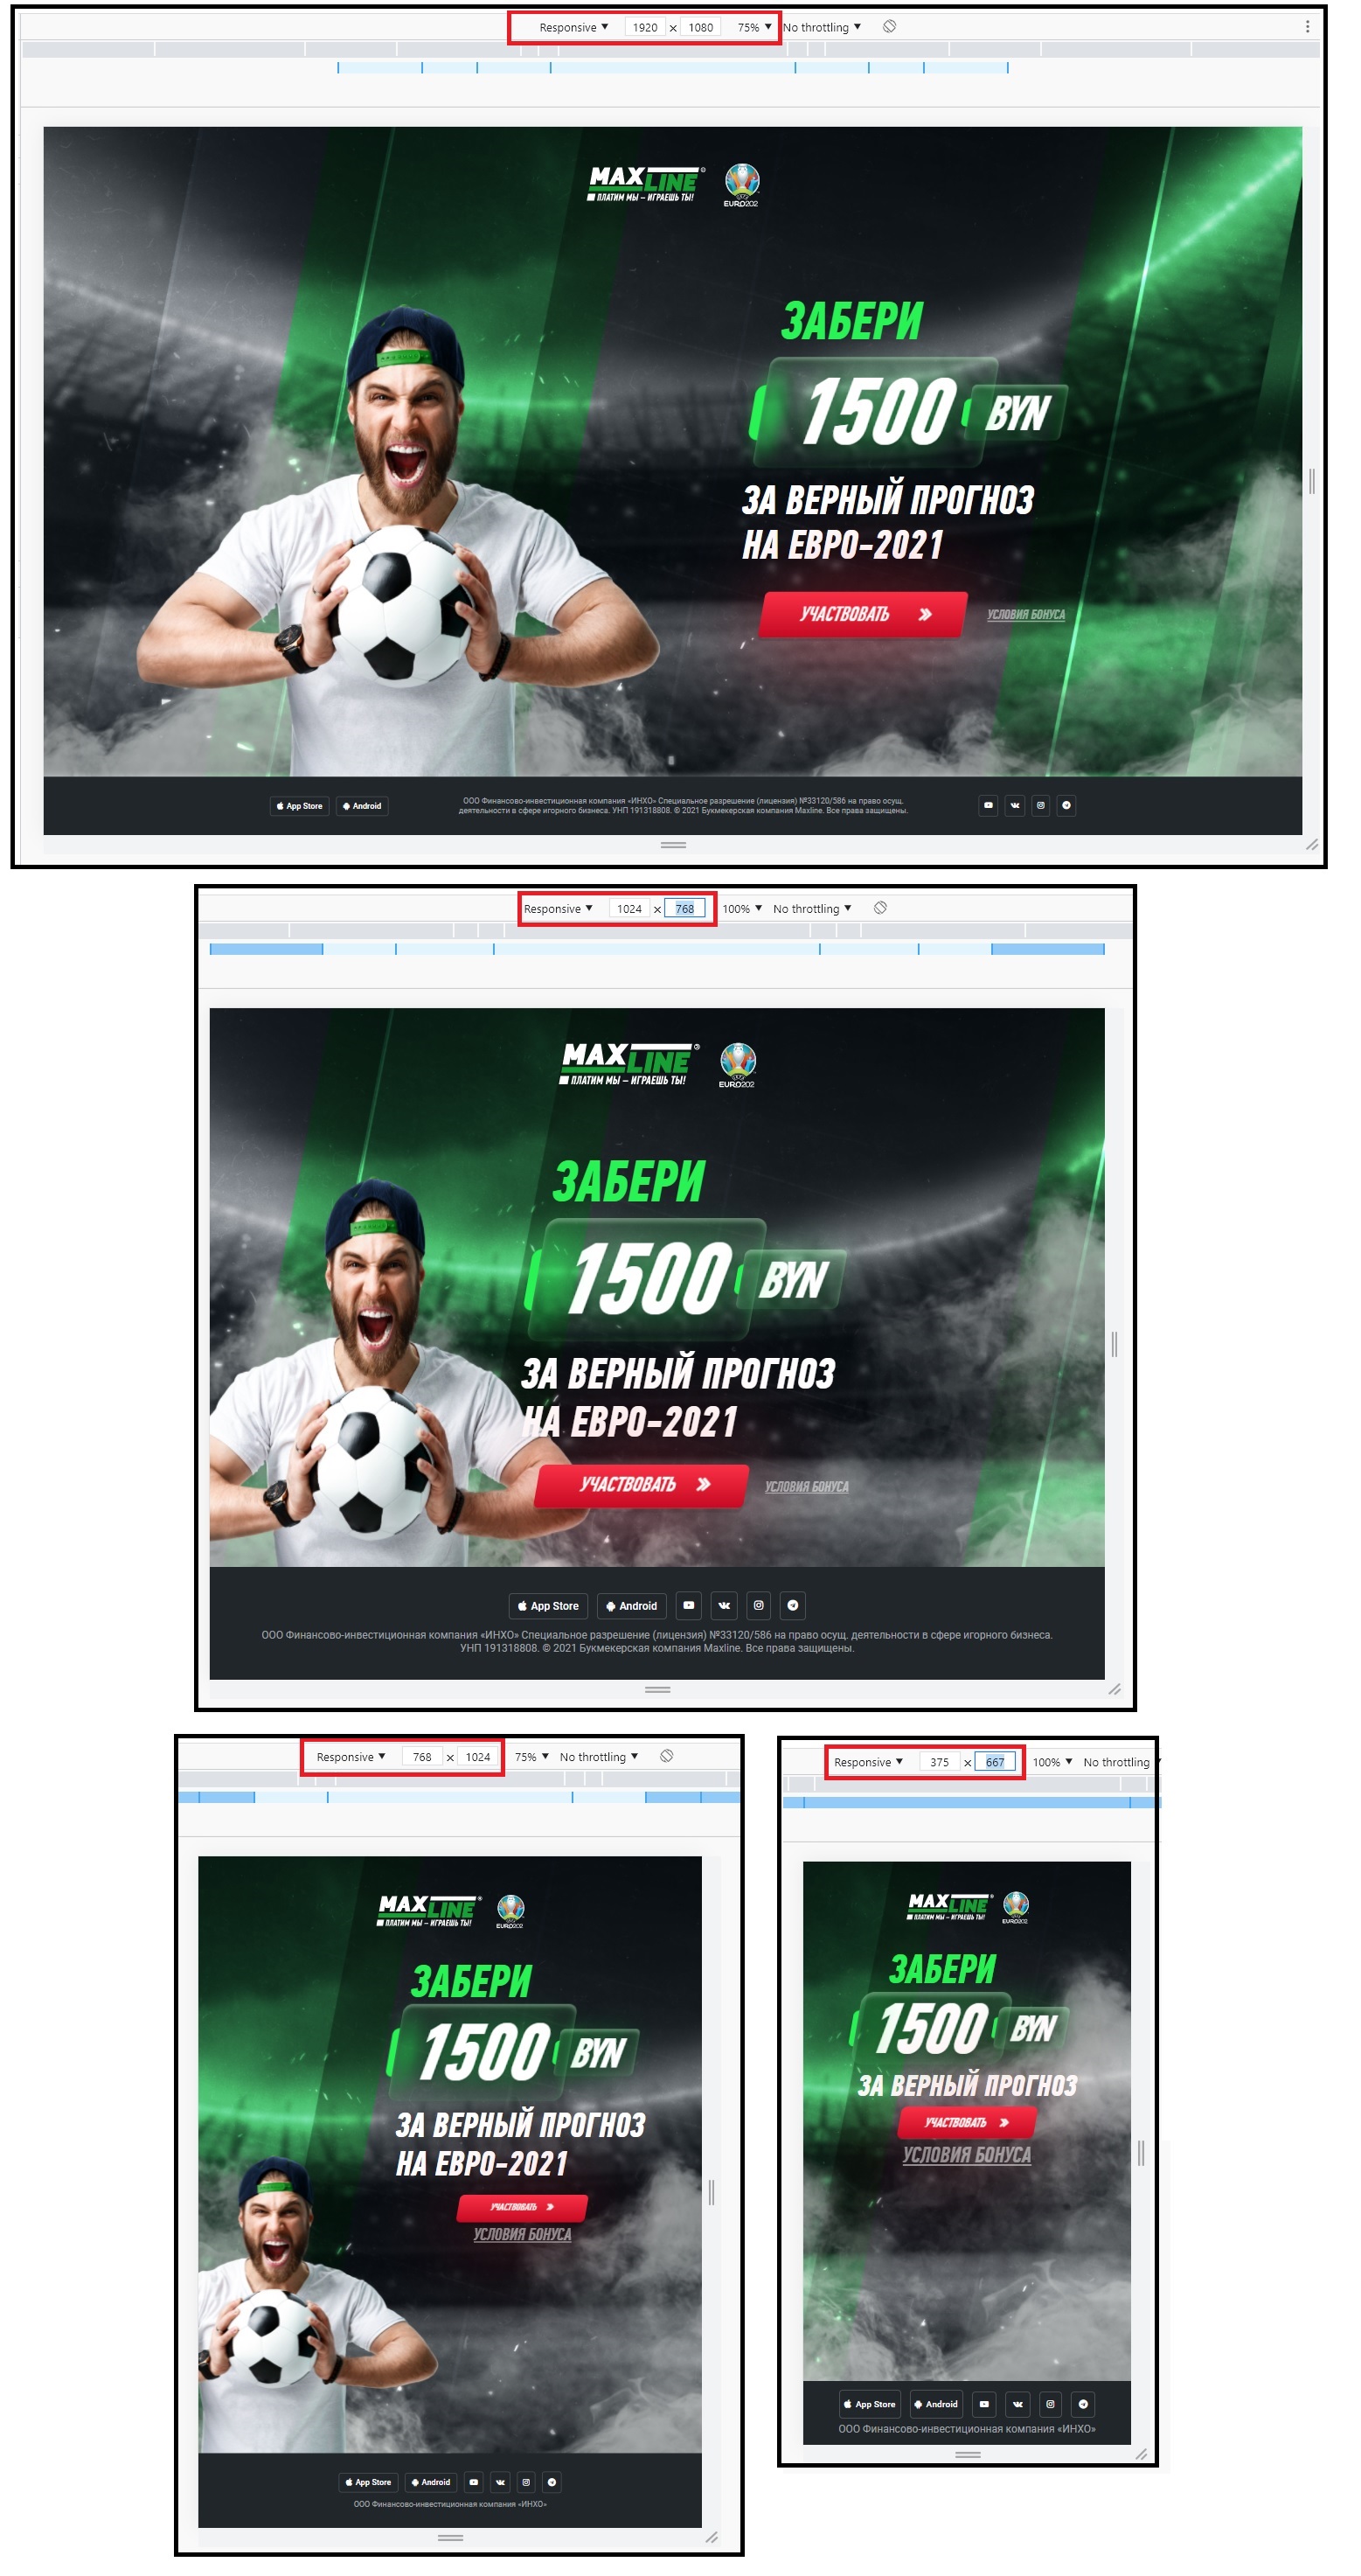 Responsive ▼ 1920 × 1080 75% ▼ No throttling ▼
MAXLINE®
ПЛАТИМ МЫ – ИГРАЕШЬ ТЫ!
EURO202
ЗАБЕРИ
1500 BYN
ЗА ВЕРНЫЙ ПРОГНОЗ
НА ЕВРО-2021
УЧАСТВОВАТЬ УСЛОВИЯ БОНУСА
App Store Android
ООО Финансово-инвестиционная компания «ИНХО» Специальное разрешение (лицензия) №33120/586 на право осущ.
деятельности в сфере игорного бизнеса. УНП 191318808. © 2021 Букмекерская компания Maxline. Все права защищены.
Responsive ▼ 1024 × 768 100% ▼ No throttling ▼
MAXLINE®
ПЛАТИМ МЫ – ИГРАЕШЬ ТЫ!
EURO202
ЗАБЕРИ
1500 BYN
ЗА ВЕРНЫЙ ПРОГНОЗ
НА ЕВРО-2021
УЧАСТВОВАТЬ УСЛОВИЯ БОНУСА
App Store Android
ООО Финансово-инвестиционная компания «ИНХО» Специальное разрешение (лицензия) №33120/586 на право осущ. деятельности в сфере игорного бизнеса.
УНП 191318808. © 2021 Букмекерская компания Maxline. Все права защищены.
Responsive ▼ 768 × 1024 75% ▼ No throttling ▼
MAXLINE®
ПЛАТИМ МЫ – ИГРАЕШЬ ТЫ!
EURO202
ЗАБЕРИ
1500 BYN
ЗА ВЕРНЫЙ ПРОГНОЗ
НА ЕВРО-2021
УЧАСТВОВАТЬ
УСЛОВИЯ БОНУСА
App Store Android
ООО Финансово-инвестиционная компания «ИНХО»
Responsive ▼ 375 × 667 100% ▼ No throttling
MAXLINE®
ПЛАТИМ МЫ – ИГРАЕШЬ ТЫ!
EURO202
ЗАБЕРИ
1500 BYN
ЗА ВЕРНЫЙ ПРОГНОЗ
УЧАСТВОВАТЬ
УСЛОВИЯ БОНУСА
App Store Android
ООО Финансово-инвестиционная компания «ИНХО»